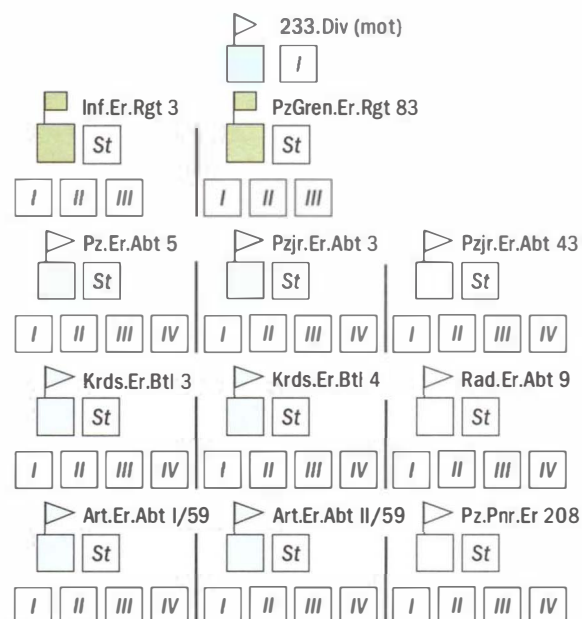 233.Div (mot)
I
Inf.Er.Rgt 3 PzGren.Er.Rgt 83
St St
I II III I II III
Pz.Er.Abt 5 Pzjr.Er.Abt 3 Pzjr.Er.Abt 43
St St St
I II III IV I II III IV I II III IV
Krds.Er.Btl 3 Krds.Er.Btl 4 Rad.Er.Abt 9
St St St
I II III IV I II III IV I II III IV
Art.Er.Abt I/59 Art.Er.Abt II/59 Pz.Pnr.Er 208
St St St
I II III IV I II III IV I II III IV